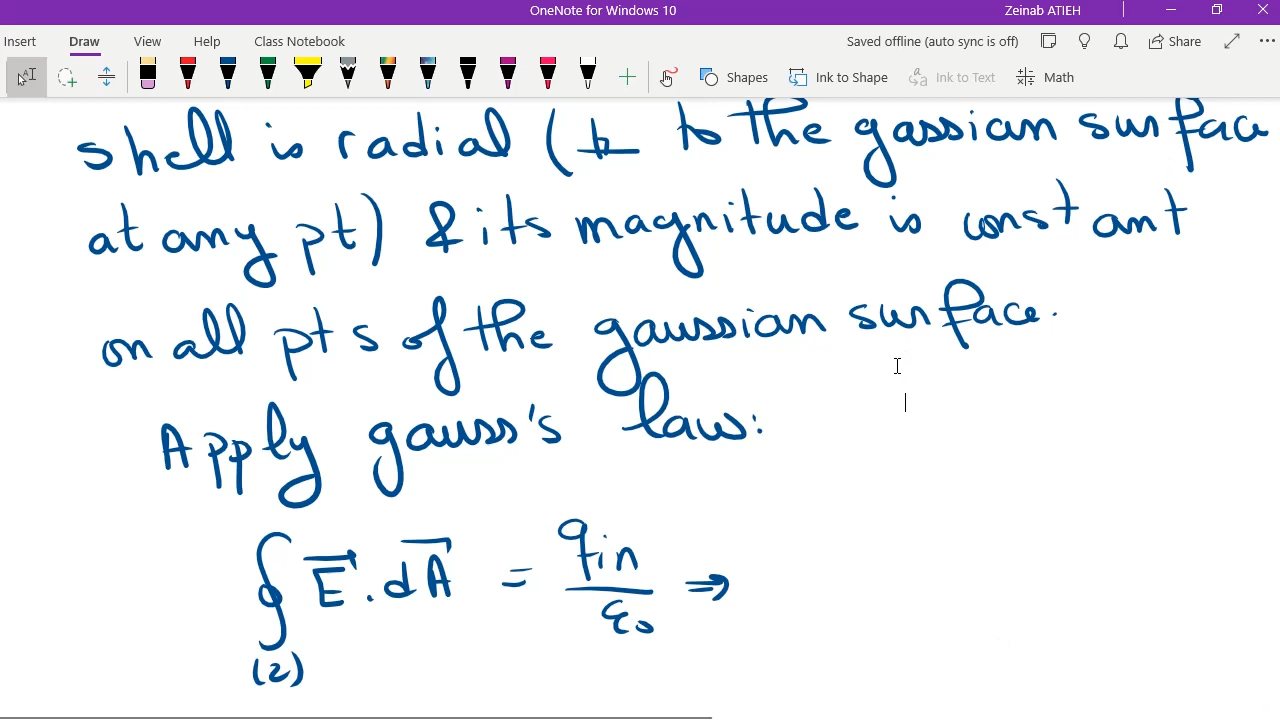 OneNote for Windows 10
Zeinab ATIEH
Insert Draw View Help Class Notebook
Saved offline (auto sync is off) Share
Shapes Ink to Shape Ink to Text Math
shell is radial (⊥ to the gassian surface
at any pt) & its magnitude is constant
on all pts of the gaussian surface.
Apply gauss's law:
∮ E⃗ . dA⃗ = qin/ε₀ ⇒
(2)